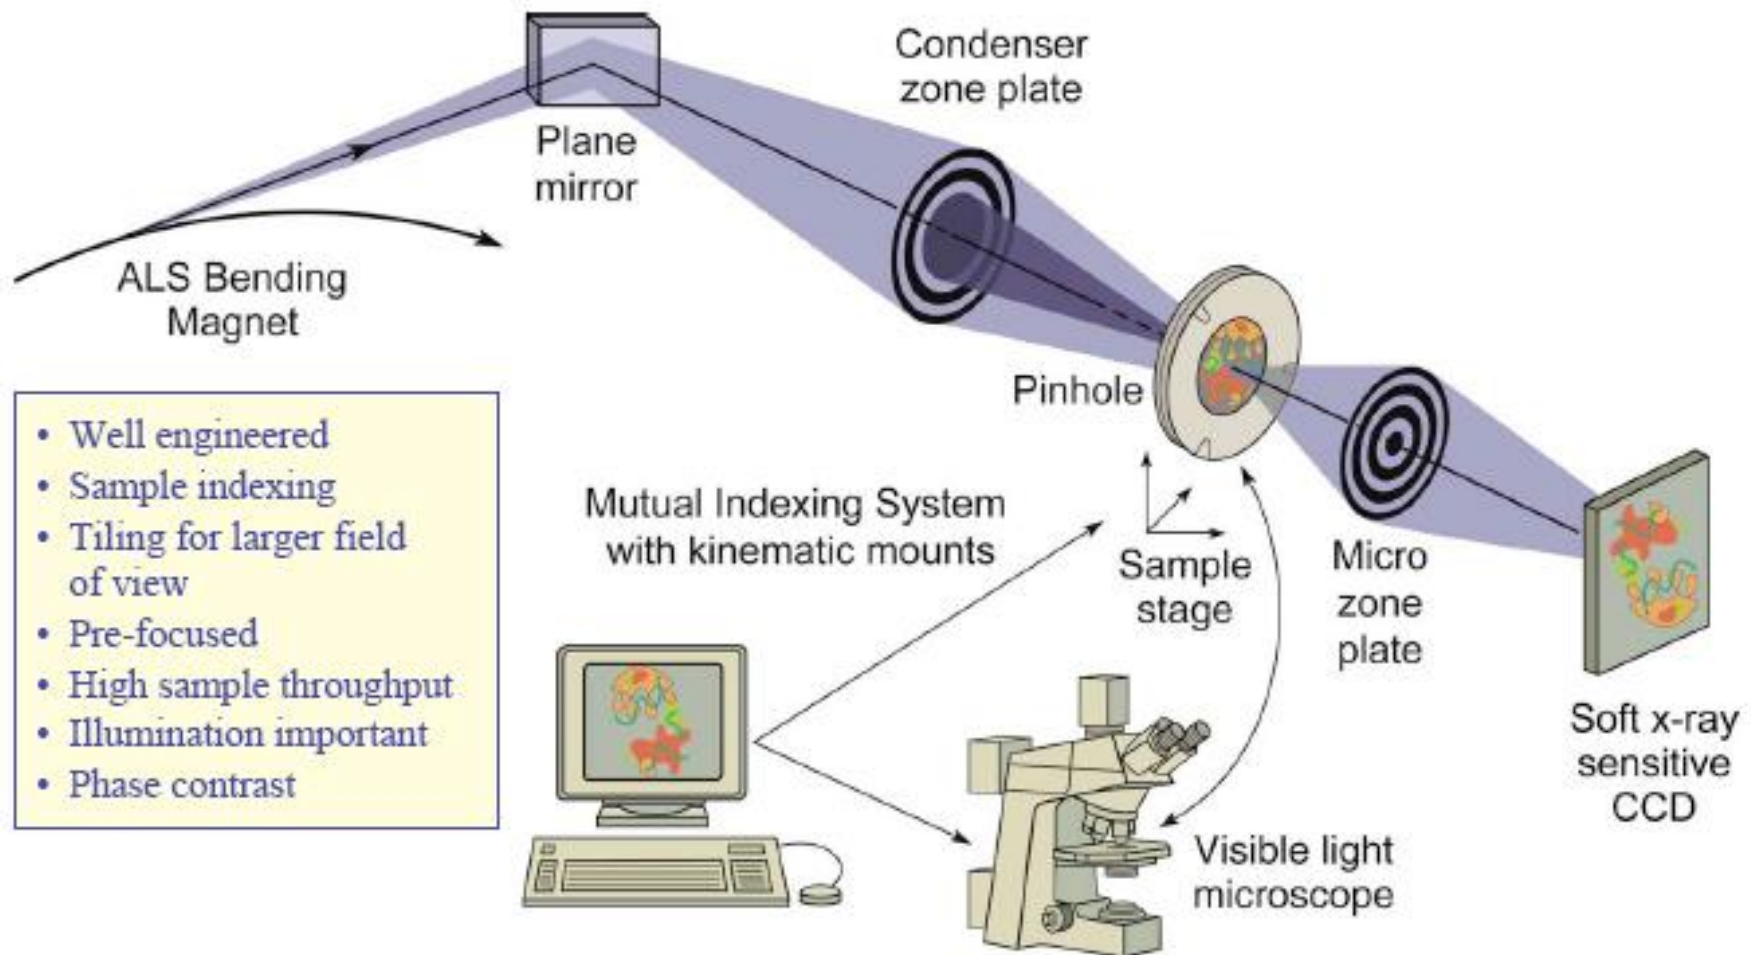 Condenser
zone plate
Plane
mirror
ALS Bending
Magnet
Pinhole
• Well engineered
• Sample indexing
• Tiling for larger field
of view
• Pre-focused
• High sample throughput
• Illumination important
• Phase contrast
Mutual Indexing System
with kinematic mounts
Sample
stage
Micro
zone
plate
Soft x-ray
sensitive
CCD
Visible light
microscope